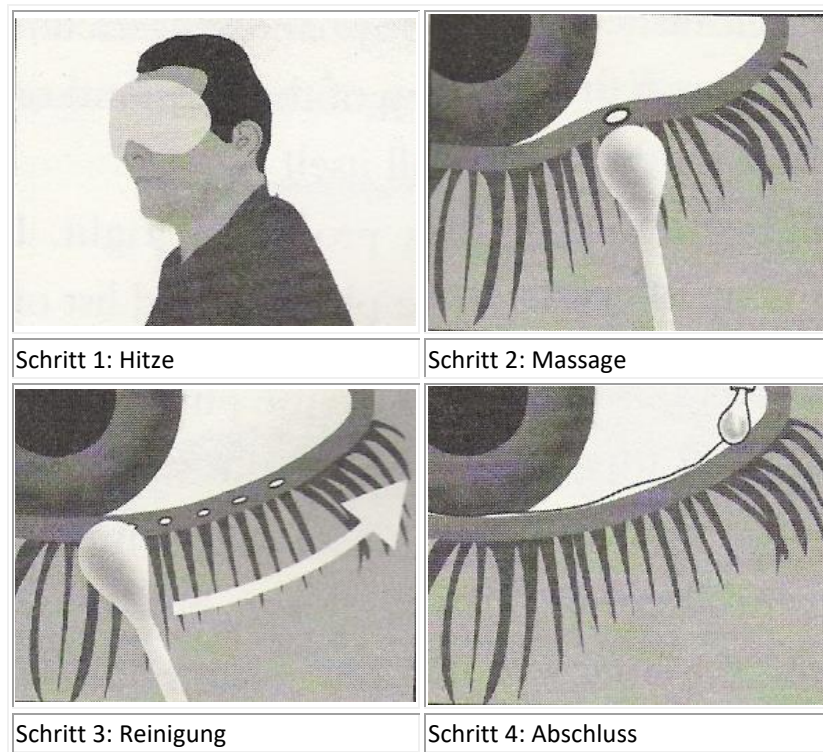 Schritt 1: Hitze
Schritt 2: Massage
Schritt 3: Reinigung
Schritt 4: Abschluss